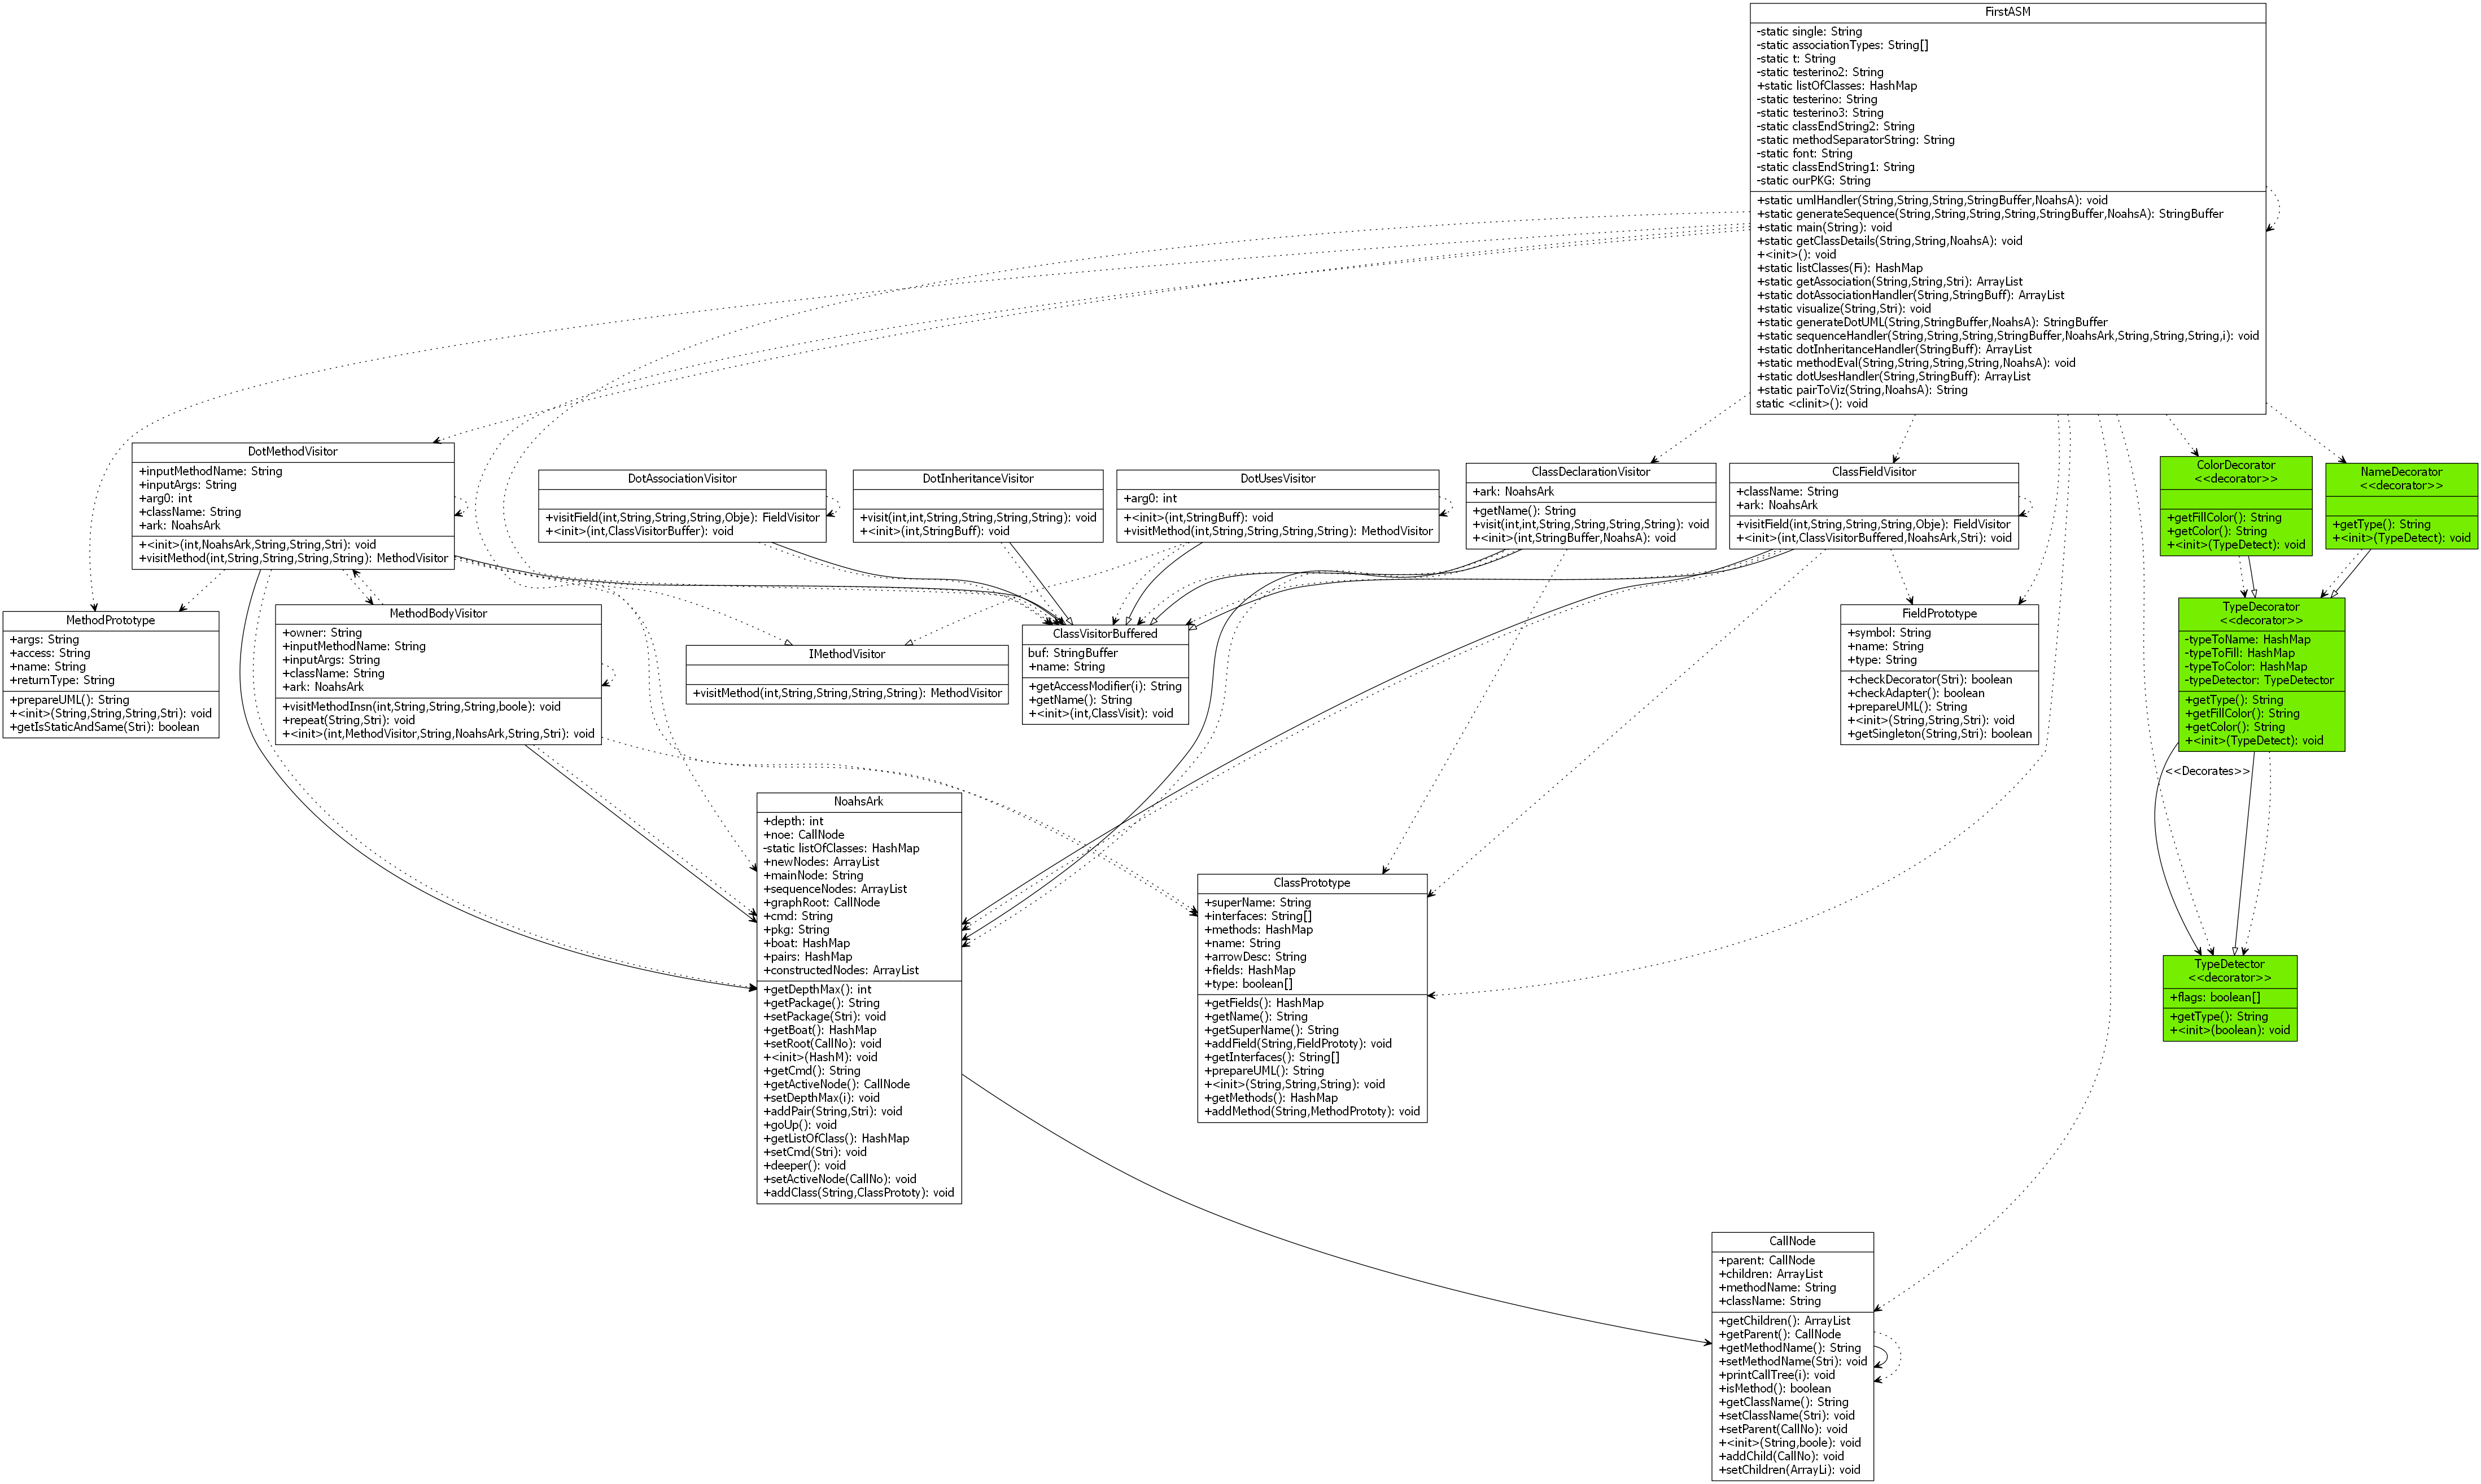 FirstASM
-static single: String
-static associationTypes: String[]
-static t: String
-static testerino2: String
+static listOfClasses: HashMap
-static testerino: String
-static testerino3: String
-static classEndString2: String
-static methodSeparatorString: String
-static font: String
-static classEndString1: String
-static ourPKG: String
+static umlHandler(String,String,String,StringBuffer,NoahsA): void
+static generateSequence(String,String,String,String,StringBuffer,NoahsA): StringBuffer
+static main(String): void
+static getClassDetails(String,String,NoahsA): void
+<init>(): void
+static listClasses(Fi): HashMap
+static getAssociation(String,String,Stri): ArrayList
+static dotAssociationHandler(String,StringBuff): ArrayList
+static visualize(String,Stri): void
+static generateDotUML(String,StringBuffer,NoahsA): StringBuffer
+static sequenceHandler(String,String,String,StringBuffer,NoahsArk,String,String,String,i): void
+static dotInheritanceHandler(StringBuff): ArrayList
+static methodEval(String,String,String,String,NoahsA): void
+static dotUsesHandler(String,StringBuff): ArrayList
+static pairToViz(String,NoahsA): String
static <clinit>(): void
DotMethodVisitor
+inputMethodName: String
+inputArgs: String
+arg0: int
+className: String
+ark: NoahsArk
+<init>(int,NoahsArk,String,String,Stri): void
+visitMethod(int,String,String,String,String): MethodVisitor
DotAssociationVisitor
+visitField(int,String,String,String,Obje): FieldVisitor
+<init>(int,ClassVisitorBuffer): void
DotInheritanceVisitor
+visit(int,int,String,String,String,String): void
+<init>(int,StringBuff): void
DotUsesVisitor
+arg0: int
+<init>(int,StringBuff): void
+visitMethod(int,String,String,String,String): MethodVisitor
ClassDeclarationVisitor
+ark: NoahsArk
+getName(): String
+visit(int,int,String,String,String,String): void
+<init>(int,StringBuffer,NoahsA): void
ClassFieldVisitor
+className: String
+ark: NoahsArk
+visitField(int,String,String,String,Obje): FieldVisitor
+<init>(int,ClassVisitorBuffered,NoahsArk,Stri): void
ColorDecorator
<<decorator>>
+getFillColor(): String
+getColor(): String
+<init>(TypeDetect): void
NameDecorator
<<decorator>>
+getType(): String
+<init>(TypeDetect): void
MethodPrototype
+args: String
+access: String
+name: String
+returnType: String
+prepareUML(): String
+<init>(String,String,String,Stri): void
+getIsStaticAndSame(Stri): boolean
MethodBodyVisitor
+owner: String
+inputMethodName: String
+inputArgs: String
+className: String
+ark: NoahsArk
+visitMethodInsn(int,String,String,String,boole): void
+repeat(String,Stri): void
+<init>(int,MethodVisitor,String,NoahsArk,String,Stri): void
IMethodVisitor
+visitMethod(int,String,String,String,String): MethodVisitor
ClassVisitorBuffered
buf: StringBuffer
+name: String
+getAccessModifier(i): String
+getName(): String
+<init>(int,ClassVisit): void
FieldPrototype
+symbol: String
+name: String
+type: String
+checkDecorator(Stri): boolean
+checkAdapter(): boolean
+prepareUML(): String
+<init>(String,String,Stri): void
+getSingleton(String,Stri): boolean
TypeDecorator
<<decorator>>
-typeToName: HashMap
-typeToFill: HashMap
-typeToColor: HashMap
-typeDetector: TypeDetector
+getType(): String
+getFillColor(): String
+getColor(): String
+<init>(TypeDetect): void
<<Decorates>>
NoahsArk
+depth: int
+noe: CallNode
-static listOfClasses: HashMap
+newNodes: ArrayList
+mainNode: String
+sequenceNodes: ArrayList
+graphRoot: CallNode
+cmd: String
+pkg: String
+boat: HashMap
+pairs: HashMap
+constructedNodes: ArrayList
+getDepthMax(): int
+getPackage(): String
+setPackage(Stri): void
+getBoat(): HashMap
+setRoot(CallNo): void
+<init>(HashM): void
+getCmd(): String
+getActiveNode(): CallNode
+setDepthMax(i): void
+addPair(String,Stri): void
+goUp(): void
+getListOfClass(): HashMap
+setCmd(Stri): void
+deeper(): void
+setActiveNode(CallNo): void
+addClass(String,ClassPrototy): void
ClassPrototype
+superName: String
+interfaces: String[]
+methods: HashMap
+name: String
+arrowDesc: String
+fields: HashMap
+type: boolean[]
+getFields(): HashMap
+getName(): String
+getSuperName(): String
+addField(String,FieldPrototy): void
+getInterfaces(): String[]
+prepareUML(): String
+<init>(String,String,String): void
+getMethods(): HashMap
+addMethod(String,MethodPrototy): void
TypeDetector
<<decorator>>
+flags: boolean[]
+getType(): String
+<init>(boolean): void
CallNode
+parent: CallNode
+children: ArrayList
+methodName: String
+className: String
+getChildren(): ArrayList
+getParent(): CallNode
+getMethodName(): String
+setMethodName(Stri): void
+printCallTree(i): void
+isMethod(): boolean
+getClassName(): String
+setClassName(Stri): void
+setParent(CallNo): void
+<init>(String,boole): void
+addChild(CallNo): void
+setChildren(ArrayLi): void